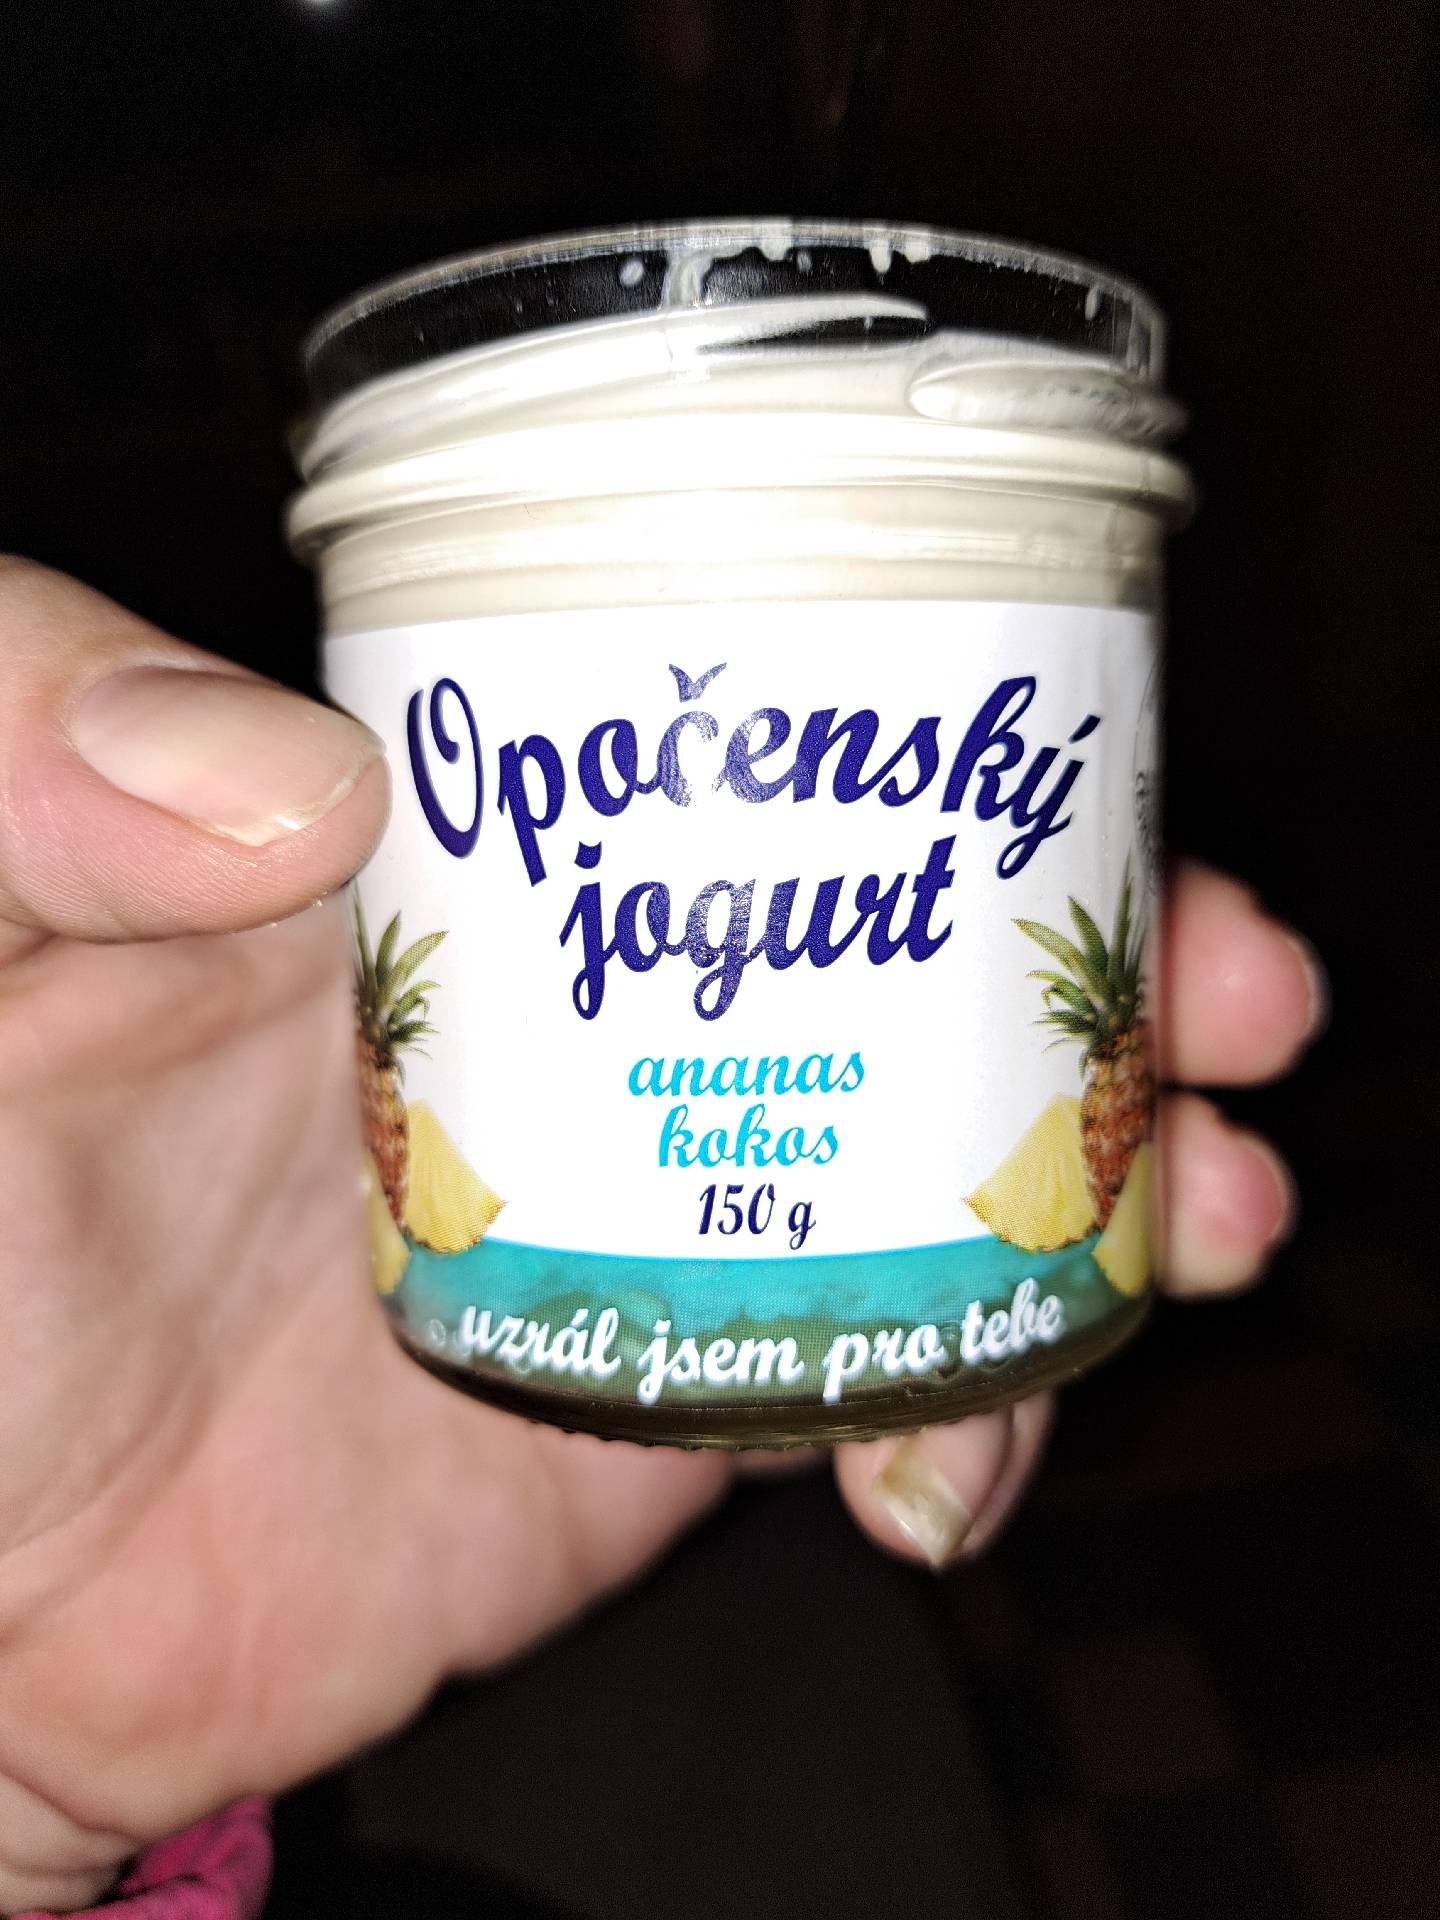 Opočenský
jogurt
ananas
kokos
150 g
uzrál jsem pro tebe